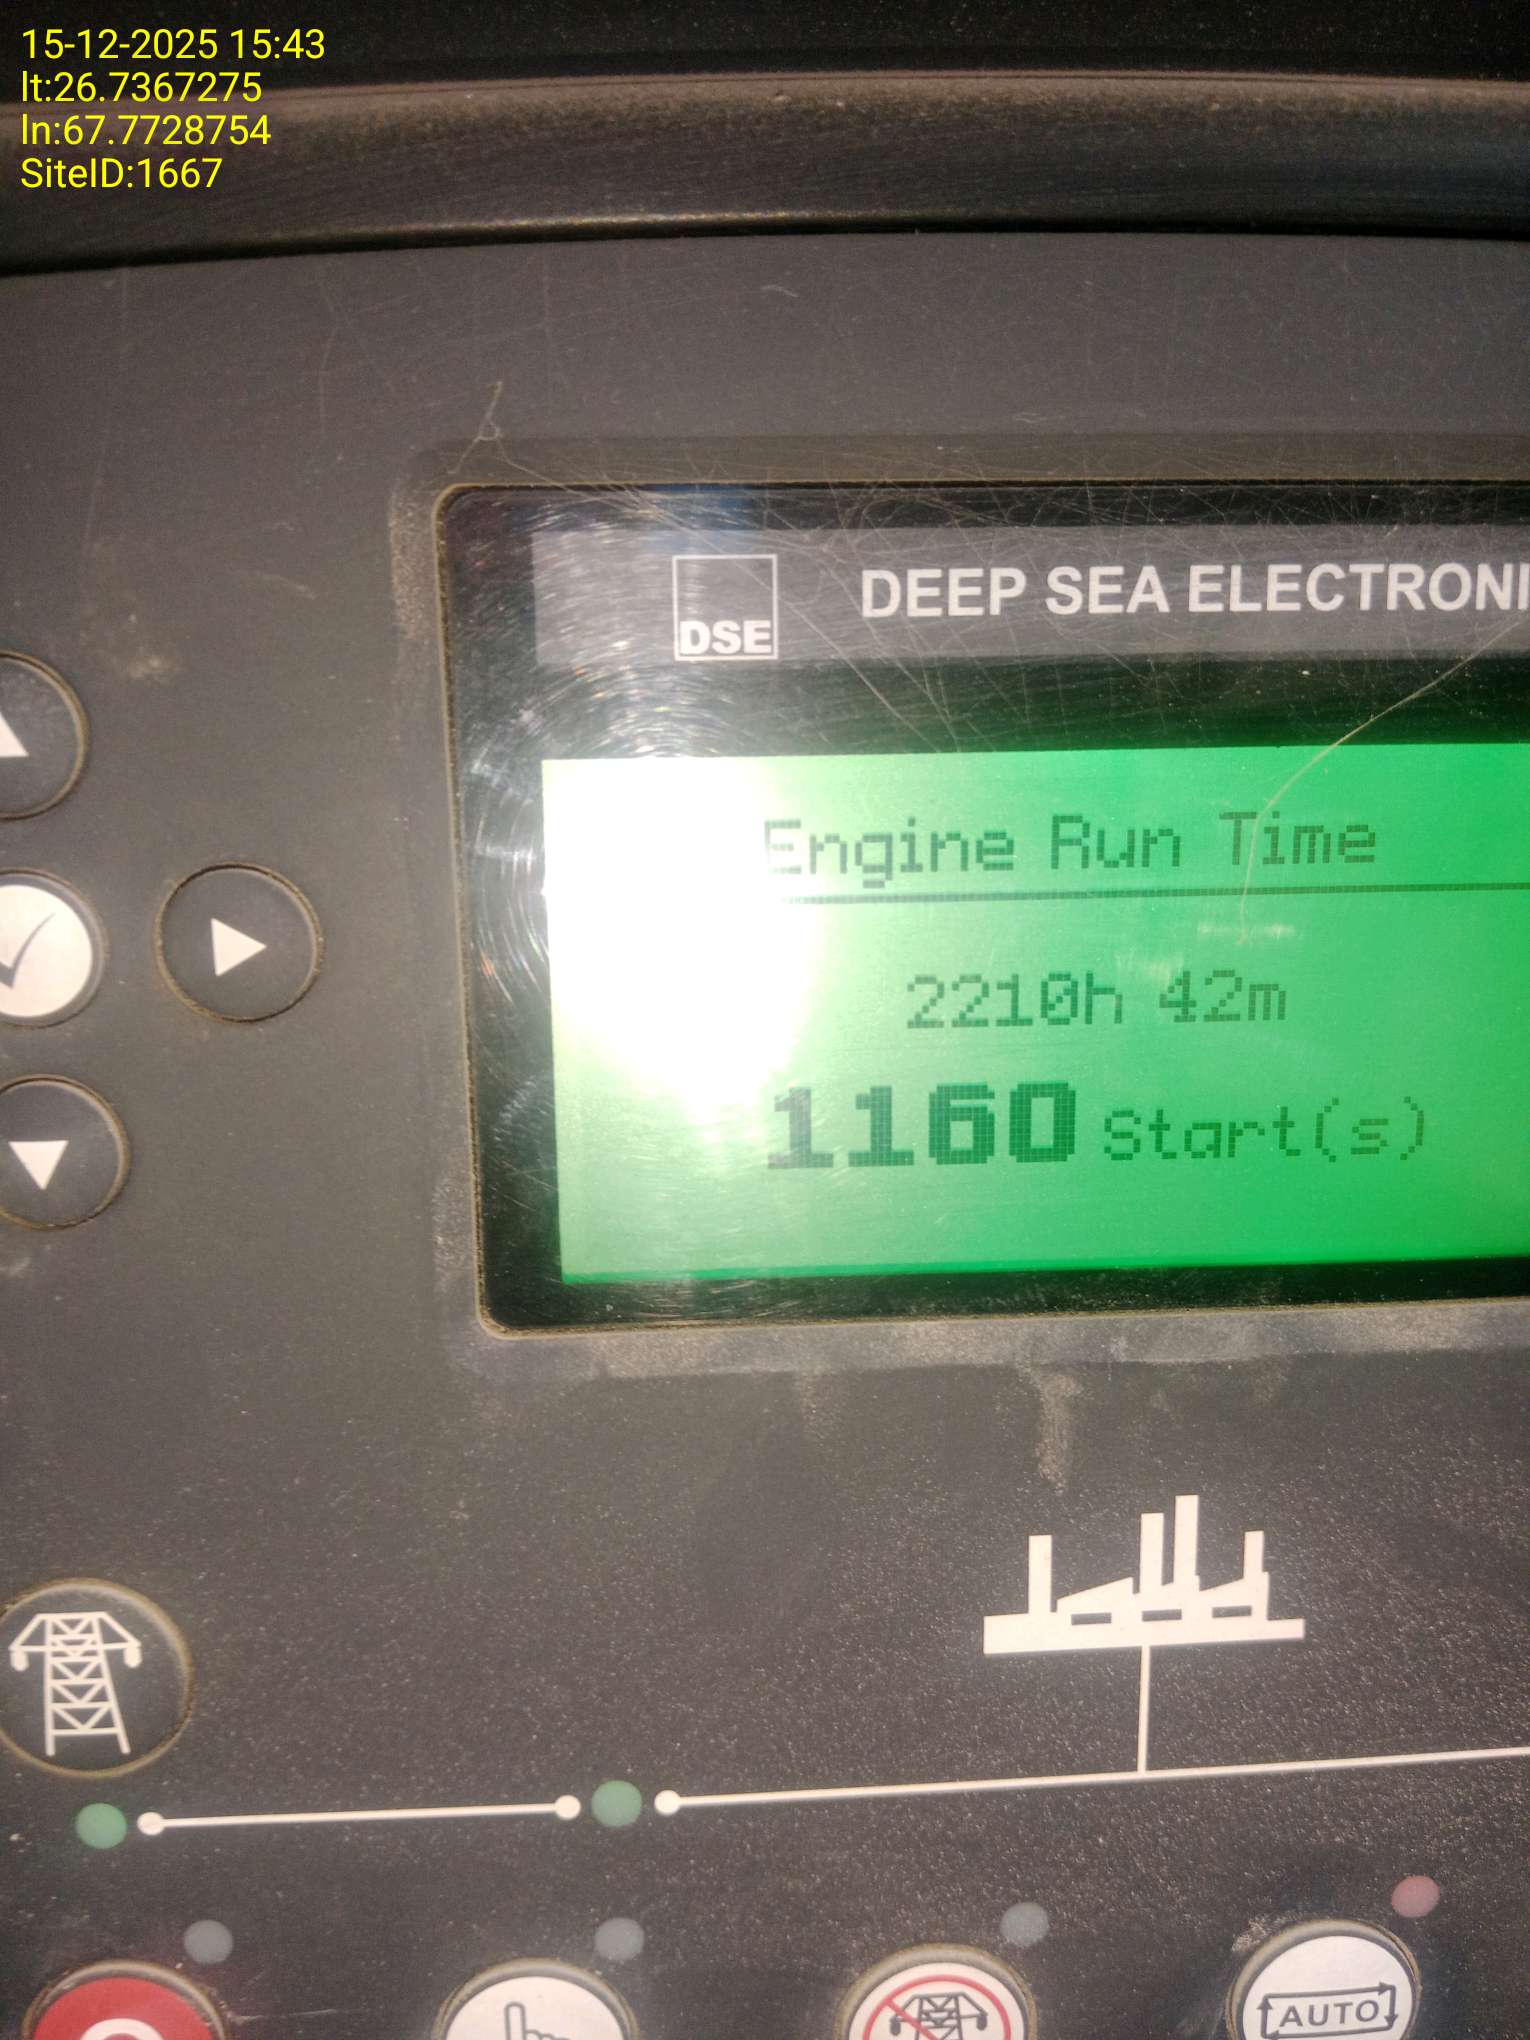 15-12-2025 15:43
lt:26.7367275
ln:67.7728754
SiteID:1667
DSE
DEEP SEA ELECTRONI
Engine Run Time
2210h 42m
1160 Start(s)
AUTO